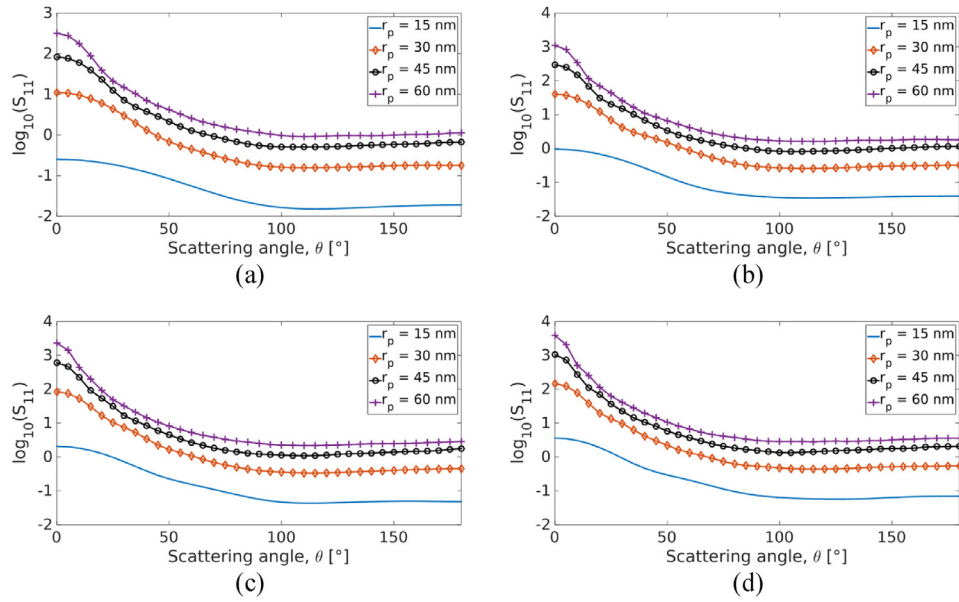 3
2
1
0
-1
-2
log10(S11)
0
50
100
150
Scattering angle, θ [°]
rp = 15 nm
rp = 30 nm
rp = 45 nm
rp = 60 nm
(a)
4
3
2
1
0
-1
-2
log10(S11)
0
50
100
150
Scattering angle, θ [°]
rp = 15 nm
rp = 30 nm
rp = 45 nm
rp = 60 nm
(b)
4
3
2
1
0
-1
-2
log10(S11)
0
50
100
150
Scattering angle, θ [°]
rp = 15 nm
rp = 30 nm
rp = 45 nm
rp = 60 nm
(c)
4
3
2
1
0
-1
-2
log10(S11)
0
50
100
150
Scattering angle, θ [°]
rp = 15 nm
rp = 30 nm
rp = 45 nm
rp = 60 nm
(d)